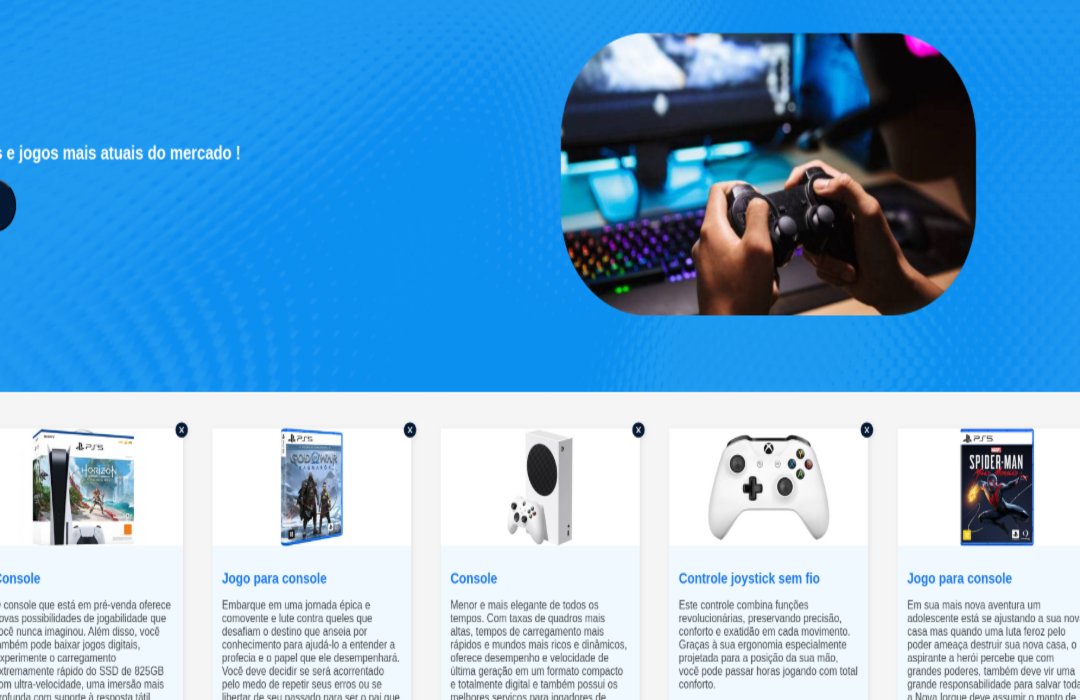 s e jogos mais atuais do mercado !
X
X
X
X
PS5
HORIZON
PS5
GOD OF WAR
RAGNARÖK
PS5
SPIDER-MAN
Console
console que está em pré-venda oferece
novas possibilidades de jogabilidade que
você nunca imaginou. Além disso, você
também pode baixar jogos digitais,
experimente o carregamento
extremamente rápido do SSD de 825GB
com ultra-velocidade, uma imersão mais
profunda com suporte à resposta tátil
Jogo para console
Embarque em uma jornada épica e
comovente e lute contra queles que
desafiam o destino que anseia por
conhecimento para ajudá-lo a entender a
profecia e o papel que ele desempenhará.
Você deve decidir se será acorrentado
pelo medo de repetir seus erros ou se
libertar de seu passado para ser o pai que
Console
Menor e mais elegante de todos os
tempos. Com taxas de quadros mais
altas, tempos de carregamento mais
rápidos e mundos mais ricos e dinâmicos,
oferece desempenho e velocidade de
última geração em um formato compacto
e totalmente digital e também possui os
melhores serviços para jogadores de
Controle joystick sem fio
Este controle combina funções
revolucionárias, preservando precisão,
conforto e exatidão em cada movimento.
Graças à sua ergonomia especialmente
projetada para a posição da sua mão,
você pode passar horas jogando com total
conforto.
Jogo para console
Em sua mais nova aventura um
adolescente está se ajustando a sua nova
casa mas quando uma luta feroz pelo
poder ameaça destruir sua nova casa, o
aspirante a herói percebe que com
grandes poderes, também deve vir uma
grande responsabilidade para salvar toda
a Nova Iorque deve assumir o manto de